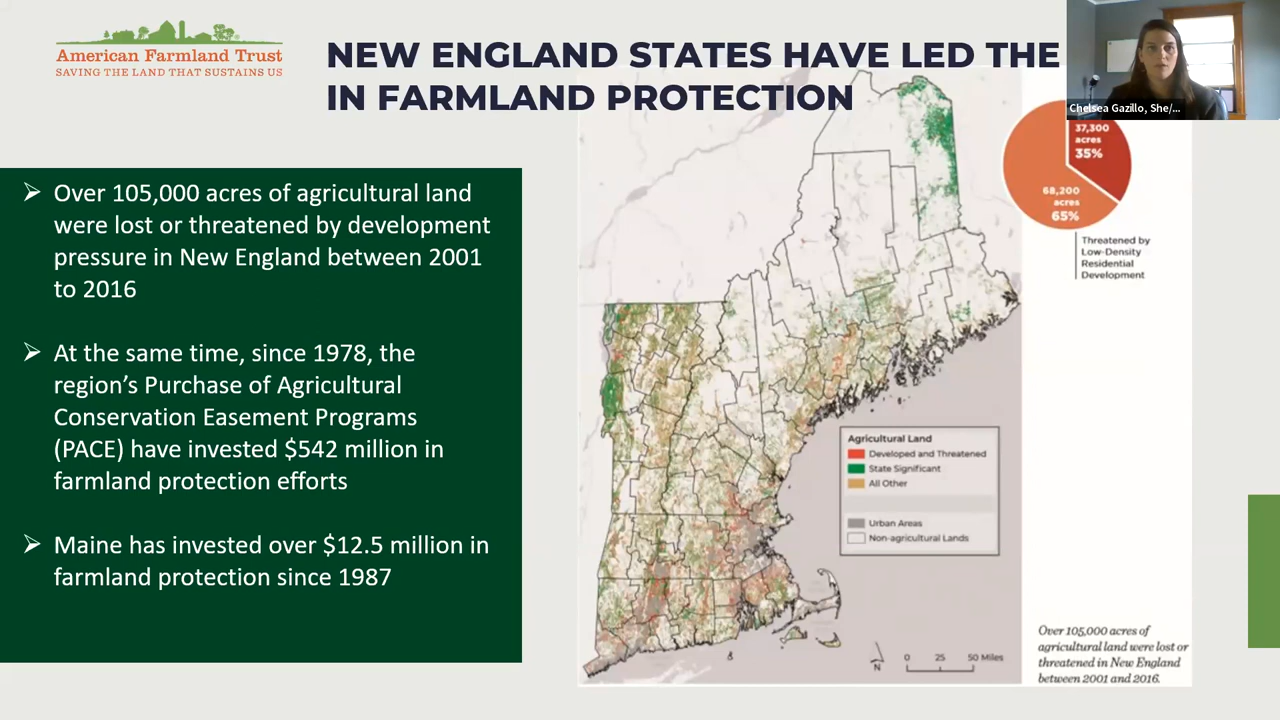 American Farmland Trust
SAVING THE LAND THAT SUSTAINS US
NEW ENGLAND STATES HAVE LED THE
IN FARMLAND PROTECTION
Chelsea Gazillo, She/...
➢ Over 105,000 acres of agricultural land
were lost or threatened by development
pressure in New England between 2001
to 2016
➢ At the same time, since 1978, the
region’s Purchase of Agricultural
Conservation Easement Programs
(PACE) have invested $542 million in
farmland protection efforts
➢ Maine has invested over $12.5 million in
farmland protection since 1987
37,300
acres
35%
68,200
acres
65%
Threatened by
Low-Density
Residential
Development
Agricultural Land
Developed and Threatened
State Significant
All Other
Urban Areas
Non-agricultural Lands
N
0 25 50 Miles
Over 105,000 acres of
agricultural land were lost or
threatened in New England
between 2001 and 2016.